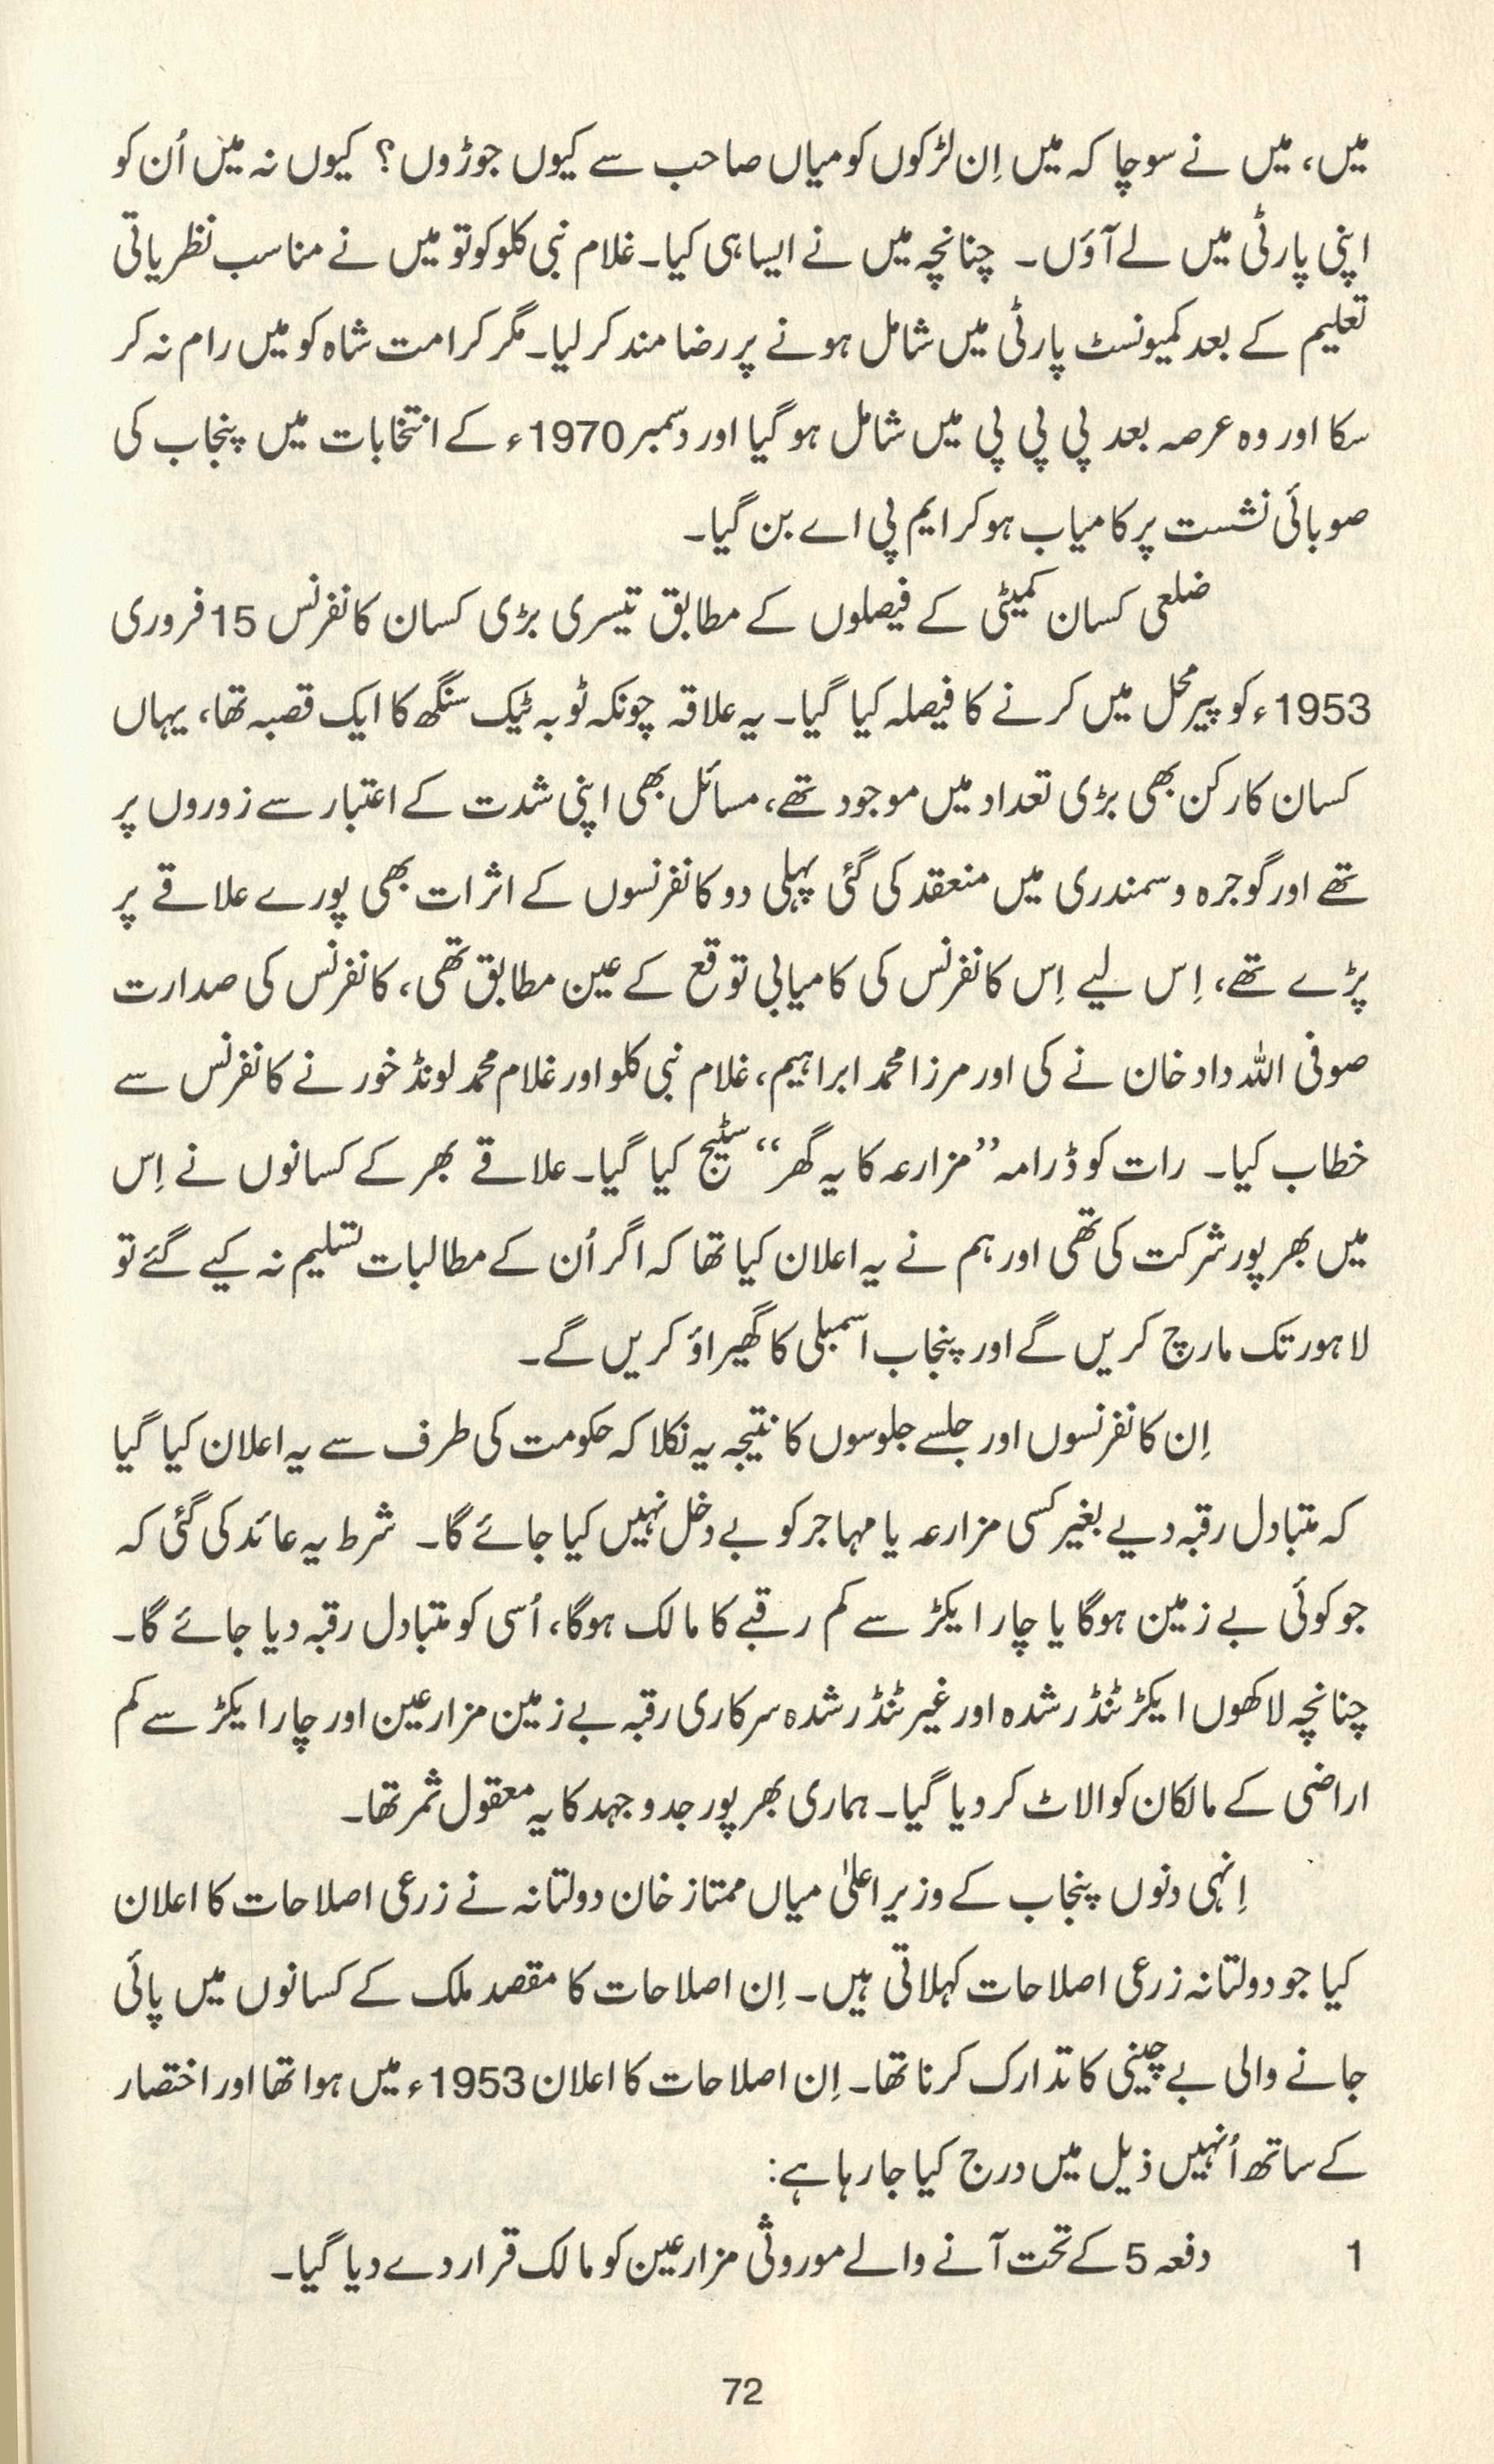 میں، میں نے سوچا کہ میں اِن لڑکوں کو میاں صاحب سے کیوں جوڑوں؟ کیوں نہ میں اُن کو
اپنی پارٹی میں لے آوَں۔ چنانچہ میں نے ایسا ہی کیا۔ غلام نبی کلو کو تو میں نے مناسب نظریاتی
تعلیم کے بعد کمیونسٹ پارٹی میں شامل ہونے پر رضا مند کر لیا۔ مگر کرامت شاہ کو میں رام نہ کر
سکا اور وہ عرصہ بعد پی پی پی میں شامل ہو گیا اور دسمبر 1970ء کے انتخابات میں پنجاب کی
صوبائی نشست پر کامیاب ہو کر ایم پی اے بن گیا۔
ضلعی کسان کمیٹی کے فیصلوں کے مطابق تیسری بڑی کسان کانفرنس 15 فروری
1953ء کو پیر محل میں کرنے کا فیصلہ کیا گیا۔ یہ علاقہ چونکہ ٹوبہ ٹیک سنگھ کا ایک قصبہ تھا، یہاں
کسان کارکن بھی بڑی تعداد میں موجود تھے، مسائل بھی اپنی شدت کے اعتبار سے زوروں پر
تھے اور گوجرہ و سمندری میں منعقد کی گئی پہلی دو کانفرنسوں کے اثرات بھی پورے علاقے پر
پڑے تھے، اِس لیے اِس کانفرنس کی کامیابی توقع کے عین مطابق تھی، کانفرنس کی صدارت
صوفی اللہ داد خان نے کی اور مرزا محمد ابراہیم، غلام نبی کلو اور غلام محمد لونڈ خور نے کانفرنس سے
خطاب کیا۔ رات کو ڈرامہ ’’مزارعہ کا یہ گھر‘‘ سٹیج کیا گیا۔ علاقے بھر کے کسانوں نے اِس
میں بھر پور شرکت کی تھی اور ہم نے یہ اعلان کیا تھا کہ اگر اُن کے مطالبات تسلیم نہ کیے گئے تو
لاہور تک مارچ کریں گے اور پنجاب اسمبلی کا گھیراؤ کریں گے۔
اِن کانفرنسوں اور جلسے جلوسوں کا نتیجہ یہ نکلا کہ حکومت کی طرف سے یہ اعلان کیا گیا
کہ متبادل رقبہ دیے بغیر کسی مزارعہ یا مہاجر کو بے دخل نہیں کیا جائے گا۔ شرط یہ عائد کی گئی کہ
جو کوئی بے زمین ہوگا یا چار ایکڑ سے کم رقبے کا مالک ہوگا، اُسی کو متبادل رقبہ دیا جائے گا۔
چنانچہ لاکھوں ایکڑ ٹنڈر شدہ اور غیر ٹنڈر شدہ سرکاری رقبہ بے زمین مزارعین اور چار ایکڑ سے کم
اراضی کے مالکان کو الاٹ کر دیا گیا۔ ہماری بھر پور جدوجہد کا یہ معقول ثمر تھا۔
اِنہی دنوں پنجاب کے وزیر اعلیٰ میاں ممتاز خان دولتانہ نے زرعی اصلاحات کا اعلان
کیا جو دولتانہ زرعی اصلاحات کہلاتی ہیں۔ اِن اصلاحات کا مقصد ملک کے کسانوں میں پائی
جانے والی بے چینی کا تدارک کرنا تھا۔ اِن اصلاحات کا اعلان 1953ء میں ہوا تھا اور اختصار
کے ساتھ اُنہیں ذیل میں درج کیا جا رہا ہے:
1 دفعہ 5 کے تحت آنے والے موروثی مزارعین کو مالک قرار دے دیا گیا۔
72